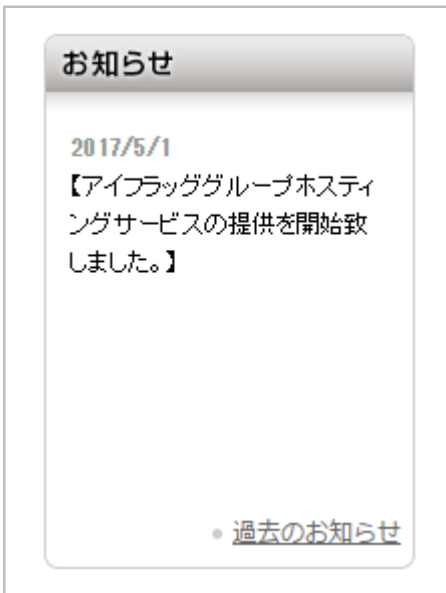 お知らせ
2017/5/1
【アイフラッググループホスティ
ングサービスの提供を開始致
しました。】
過去のお知らせ